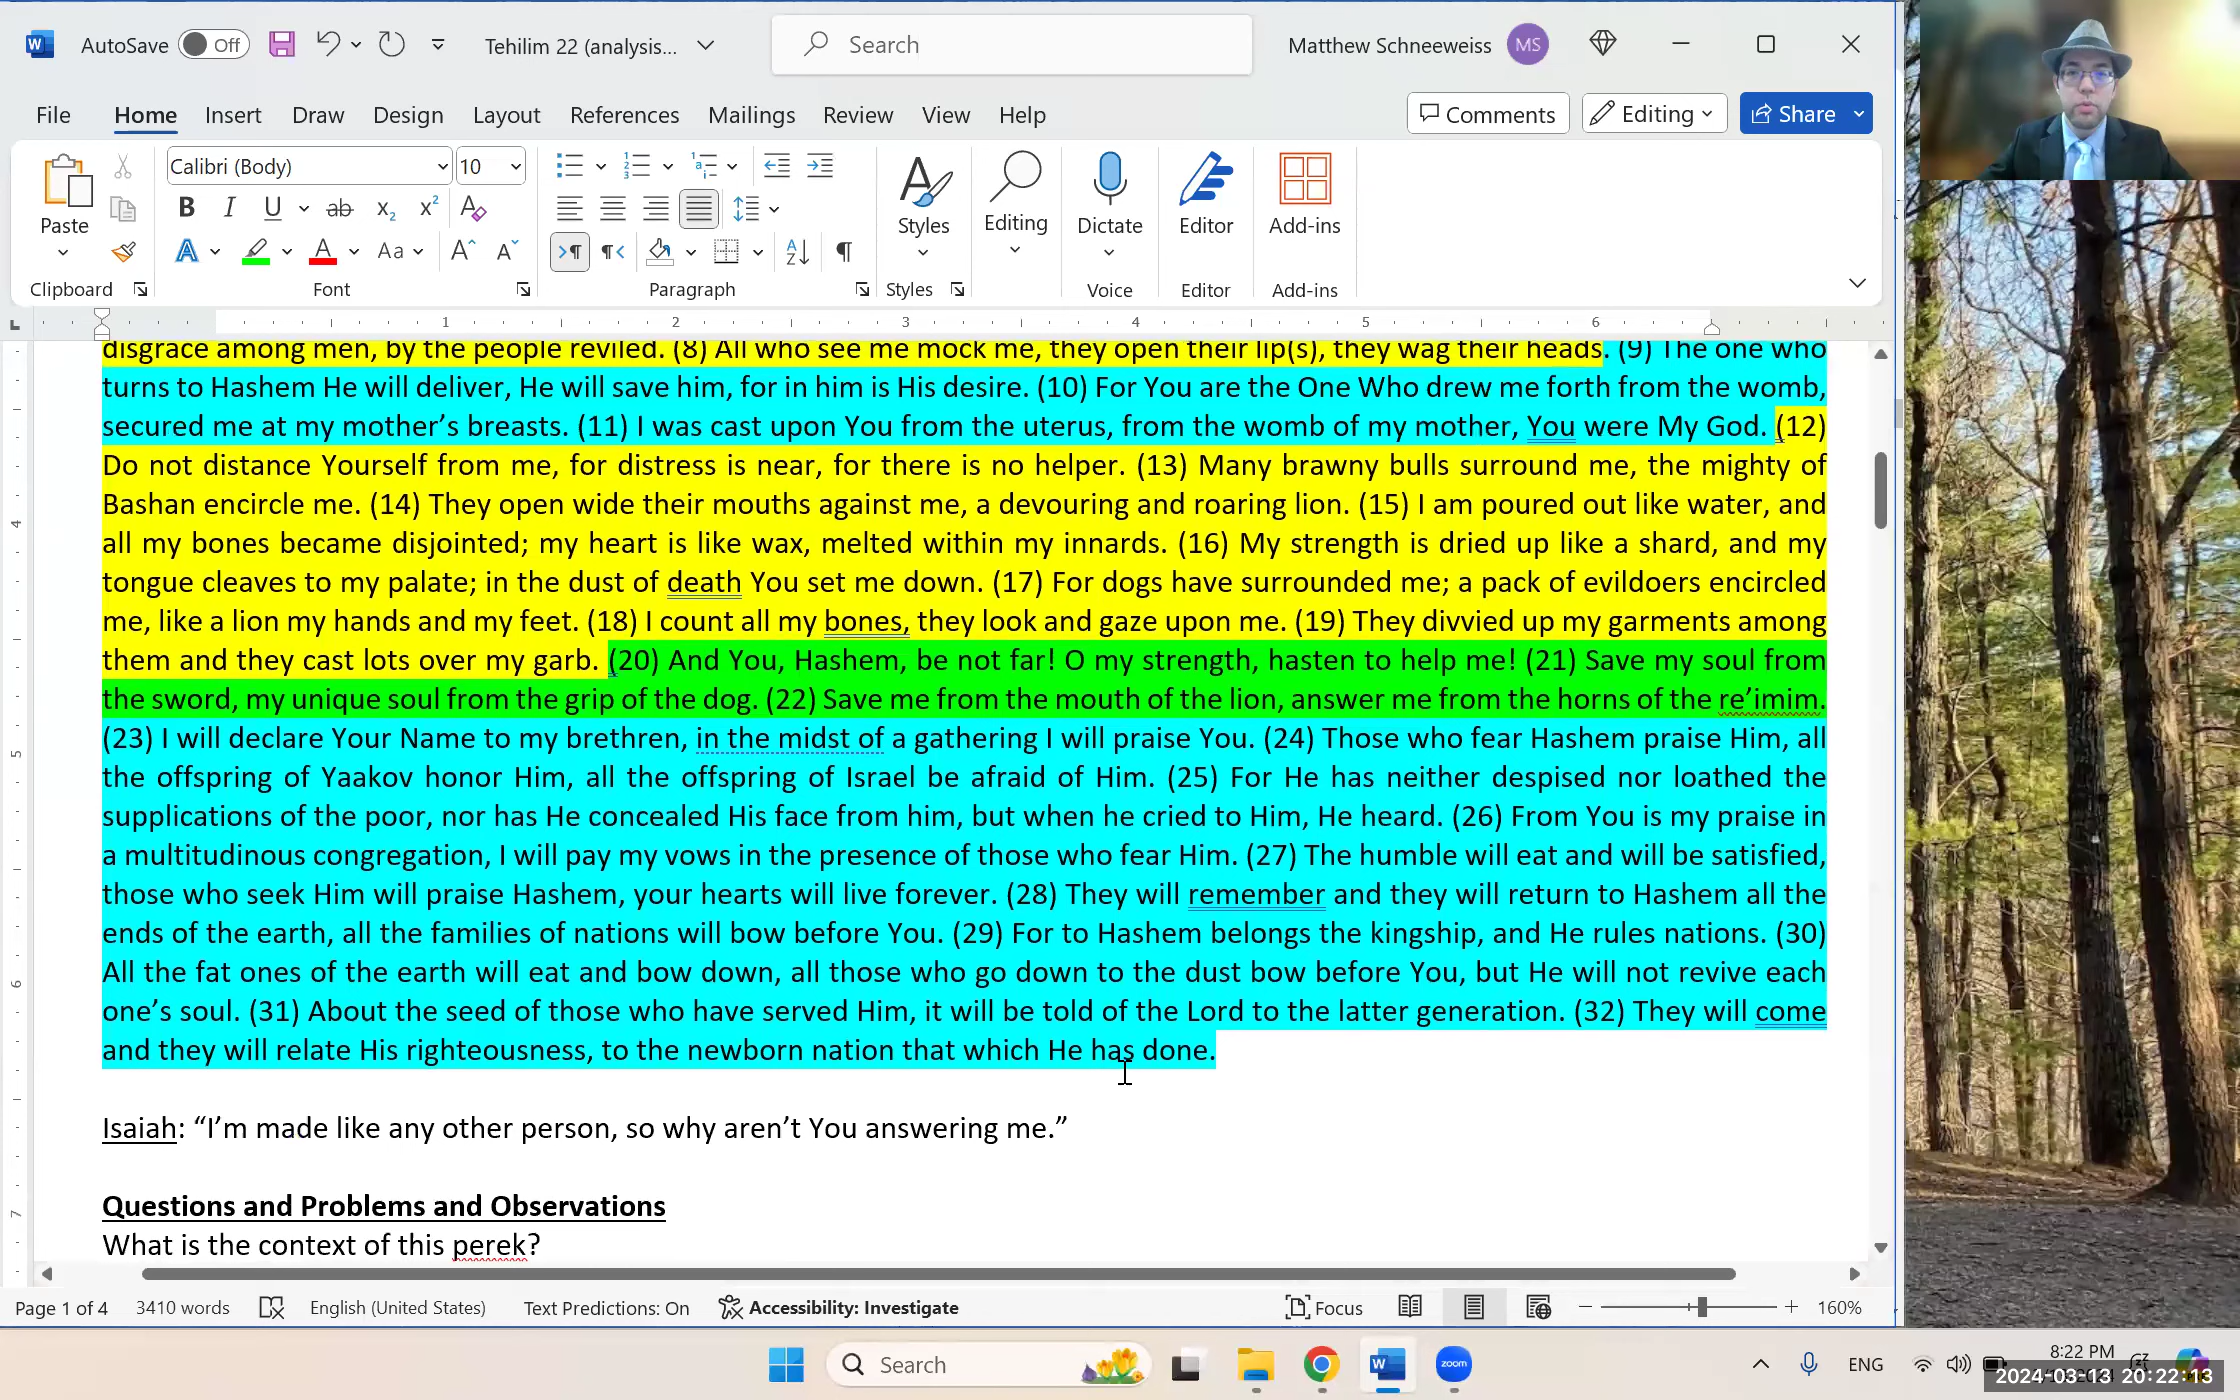 AutoSave Off Tehilim 22 (analysis... Search Matthew Schneeweiss MS
File Home Insert Draw Design Layout References Mailings Review View Help Comments Editing Share
Paste Calibri (Body) 10 Styles Editing Dictate Editor Add-ins
Clipboard Font Paragraph Styles Voice Editor Add-ins
1 2 3 4 5 6
disgrace among men, by the people reviled. (8) All who see me mock me, they open their lip(s), they wag their heads. (9) The one who
turns to Hashem He will deliver, He will save him, for in him is His desire. (10) For You are the One Who drew me forth from the womb,
secured me at my mother’s breasts. (11) I was cast upon You from the uterus, from the womb of my mother, You were My God. (12)
Do not distance Yourself from me, for distress is near, for there is no helper. (13) Many brawny bulls surround me, the mighty of
Bashan encircle me. (14) They open wide their mouths against me, a devouring and roaring lion. (15) I am poured out like water, and
all my bones became disjointed; my heart is like wax, melted within my innards. (16) My strength is dried up like a shard, and my
tongue cleaves to my palate; in the dust of death You set me down. (17) For dogs have surrounded me; a pack of evildoers encircled
me, like a lion my hands and my feet. (18) I count all my bones, they look and gaze upon me. (19) They divvied up my garments among
them and they cast lots over my garb. (20) And You, Hashem, be not far! O my strength, hasten to help me! (21) Save my soul from
the sword, my unique soul from the grip of the dog. (22) Save me from the mouth of the lion, answer me from the horns of the re’imim.
(23) I will declare Your Name to my brethren, in the midst of a gathering I will praise You. (24) Those who fear Hashem praise Him, all
the offspring of Yaakov honor Him, all the offspring of Israel be afraid of Him. (25) For He has neither despised nor loathed the
supplications of the poor, nor has He concealed His face from him, but when he cried to Him, He heard. (26) From You is my praise in
a multitudinous congregation, I will pay my vows in the presence of those who fear Him. (27) The humble will eat and will be satisfied,
those who seek Him will praise Hashem, your hearts will live forever. (28) They will remember and they will return to Hashem all the
ends of the earth, all the families of nations will bow before You. (29) For to Hashem belongs the kingship, and He rules nations. (30)
All the fat ones of the earth will eat and bow down, all those who go down to the dust bow before You, but He will not revive each
one’s soul. (31) About the seed of those who have served Him, it will be told of the Lord to the latter generation. (32) They will come
and they will relate His righteousness, to the newborn nation that which He has done.
Isaiah: “I’m made like any other person, so why aren’t You answering me.”
Questions and Problems and Observations
What is the context of this perek?
Page 1 of 4 3410 words English (United States) Text Predictions: On Accessibility: Investigate Focus 160%
Search zoom ENG 8:22 PM
2024-03-13 20:22:13